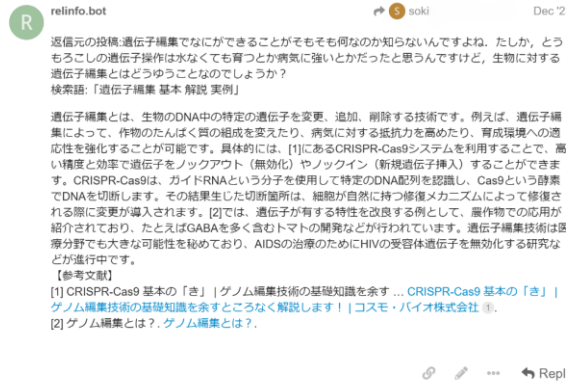 R
relinfo.bot
S soki
Dec '2
返信元の投稿:遺伝子編集でなにができることがそもそも何なのか知らないんですよね．たしか，とう
もろこしの遺伝子操作は水なくても育つとか病気に強いとかだったと思うんですけど，生物に対する
遺伝子編集とはどうゆうことなのでしょうか？
検索語:「遺伝子編集 基本 解説 実例」
遺伝子編集とは、生物のDNA中の特定の遺伝子を変更、追加、削除する技術です。例えば、遺伝子編
集によって、作物のたんぱく質の組成を変えたり、病気に対する抵抗力を高めたり、育成環境への適
応性を強化することが可能です。具体的には、[1]にあるCRISPR-Cas9システムを利用することで、高
い精度と効率で遺伝子をノックアウト（無効化）やノックイン（新規遺伝子挿入）することができま
す。CRISPR-Cas9は、ガイドRNAという分子を使用して特定のDNA配列を認識し、Cas9という酵素
でDNAを切断します。その結果生じた切断箇所は、細胞が自然に持つ修復メカニズムによって修復さ
れる際に変更が導入されます。[2]では、遺伝子が有する特性を改良する例として、農作物での応用が
紹介されており、たとえばGABAを多く含むトマトの開発などが行われています。遺伝子編集技術は医
療分野でも大きな可能性を秘めており、AIDSの治療のためにHIVの受容体遺伝子を無効化する研究な
どが進行中です。
【参考文献】
[1] CRISPR-Cas9 基本の「き」 | ゲノム編集技術の基礎知識を余す ... CRISPR-Cas9 基本の「き」 |
ゲノム編集技術の基礎知識を余すところなく解説します！ | コスモ・バイオ株式会社 1.
[2] ゲノム編集とは？. ゲノム編集とは？.
Repl